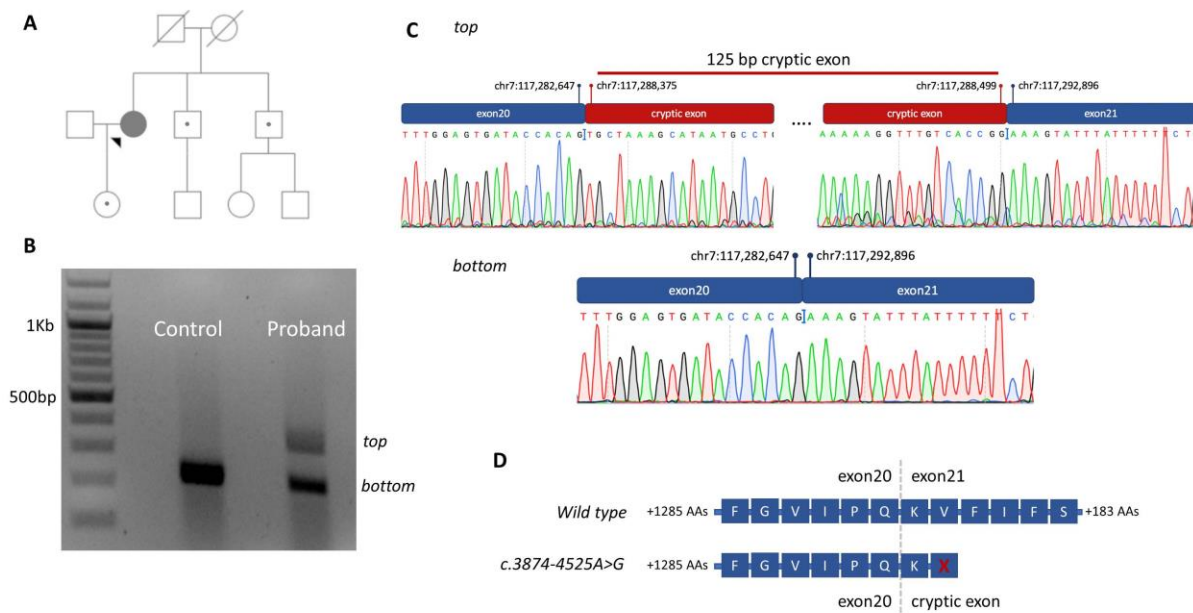 A
B
1Kb
500bp
Control
Proband
top
bottom
C
top
125 bp cryptic exon
chr7:117,282,647 chr7:117,288,375 chr7:117,288,499 chr7:117,292,896
exon20 cryptic exon .... cryptic exon exon21
TTTGGAGTGATACCACAGTGCTAAAGCATAATGCCT AAAAAGGTTTGTCACCGGAAAGTATTTATTTTTTCT
bottom
chr7:117,282,647 chr7:117,292,896
exon20 exon21
TTTGGAGTGATACCACAGAAAGTATTTATTTTTTCT
D
exon20 exon21
Wild type +1285 AAs F G V I P Q K V F I F S +183 AAs
c.3874-4525A>G +1285 AAs F G V I P Q K X
exon20 cryptic exon